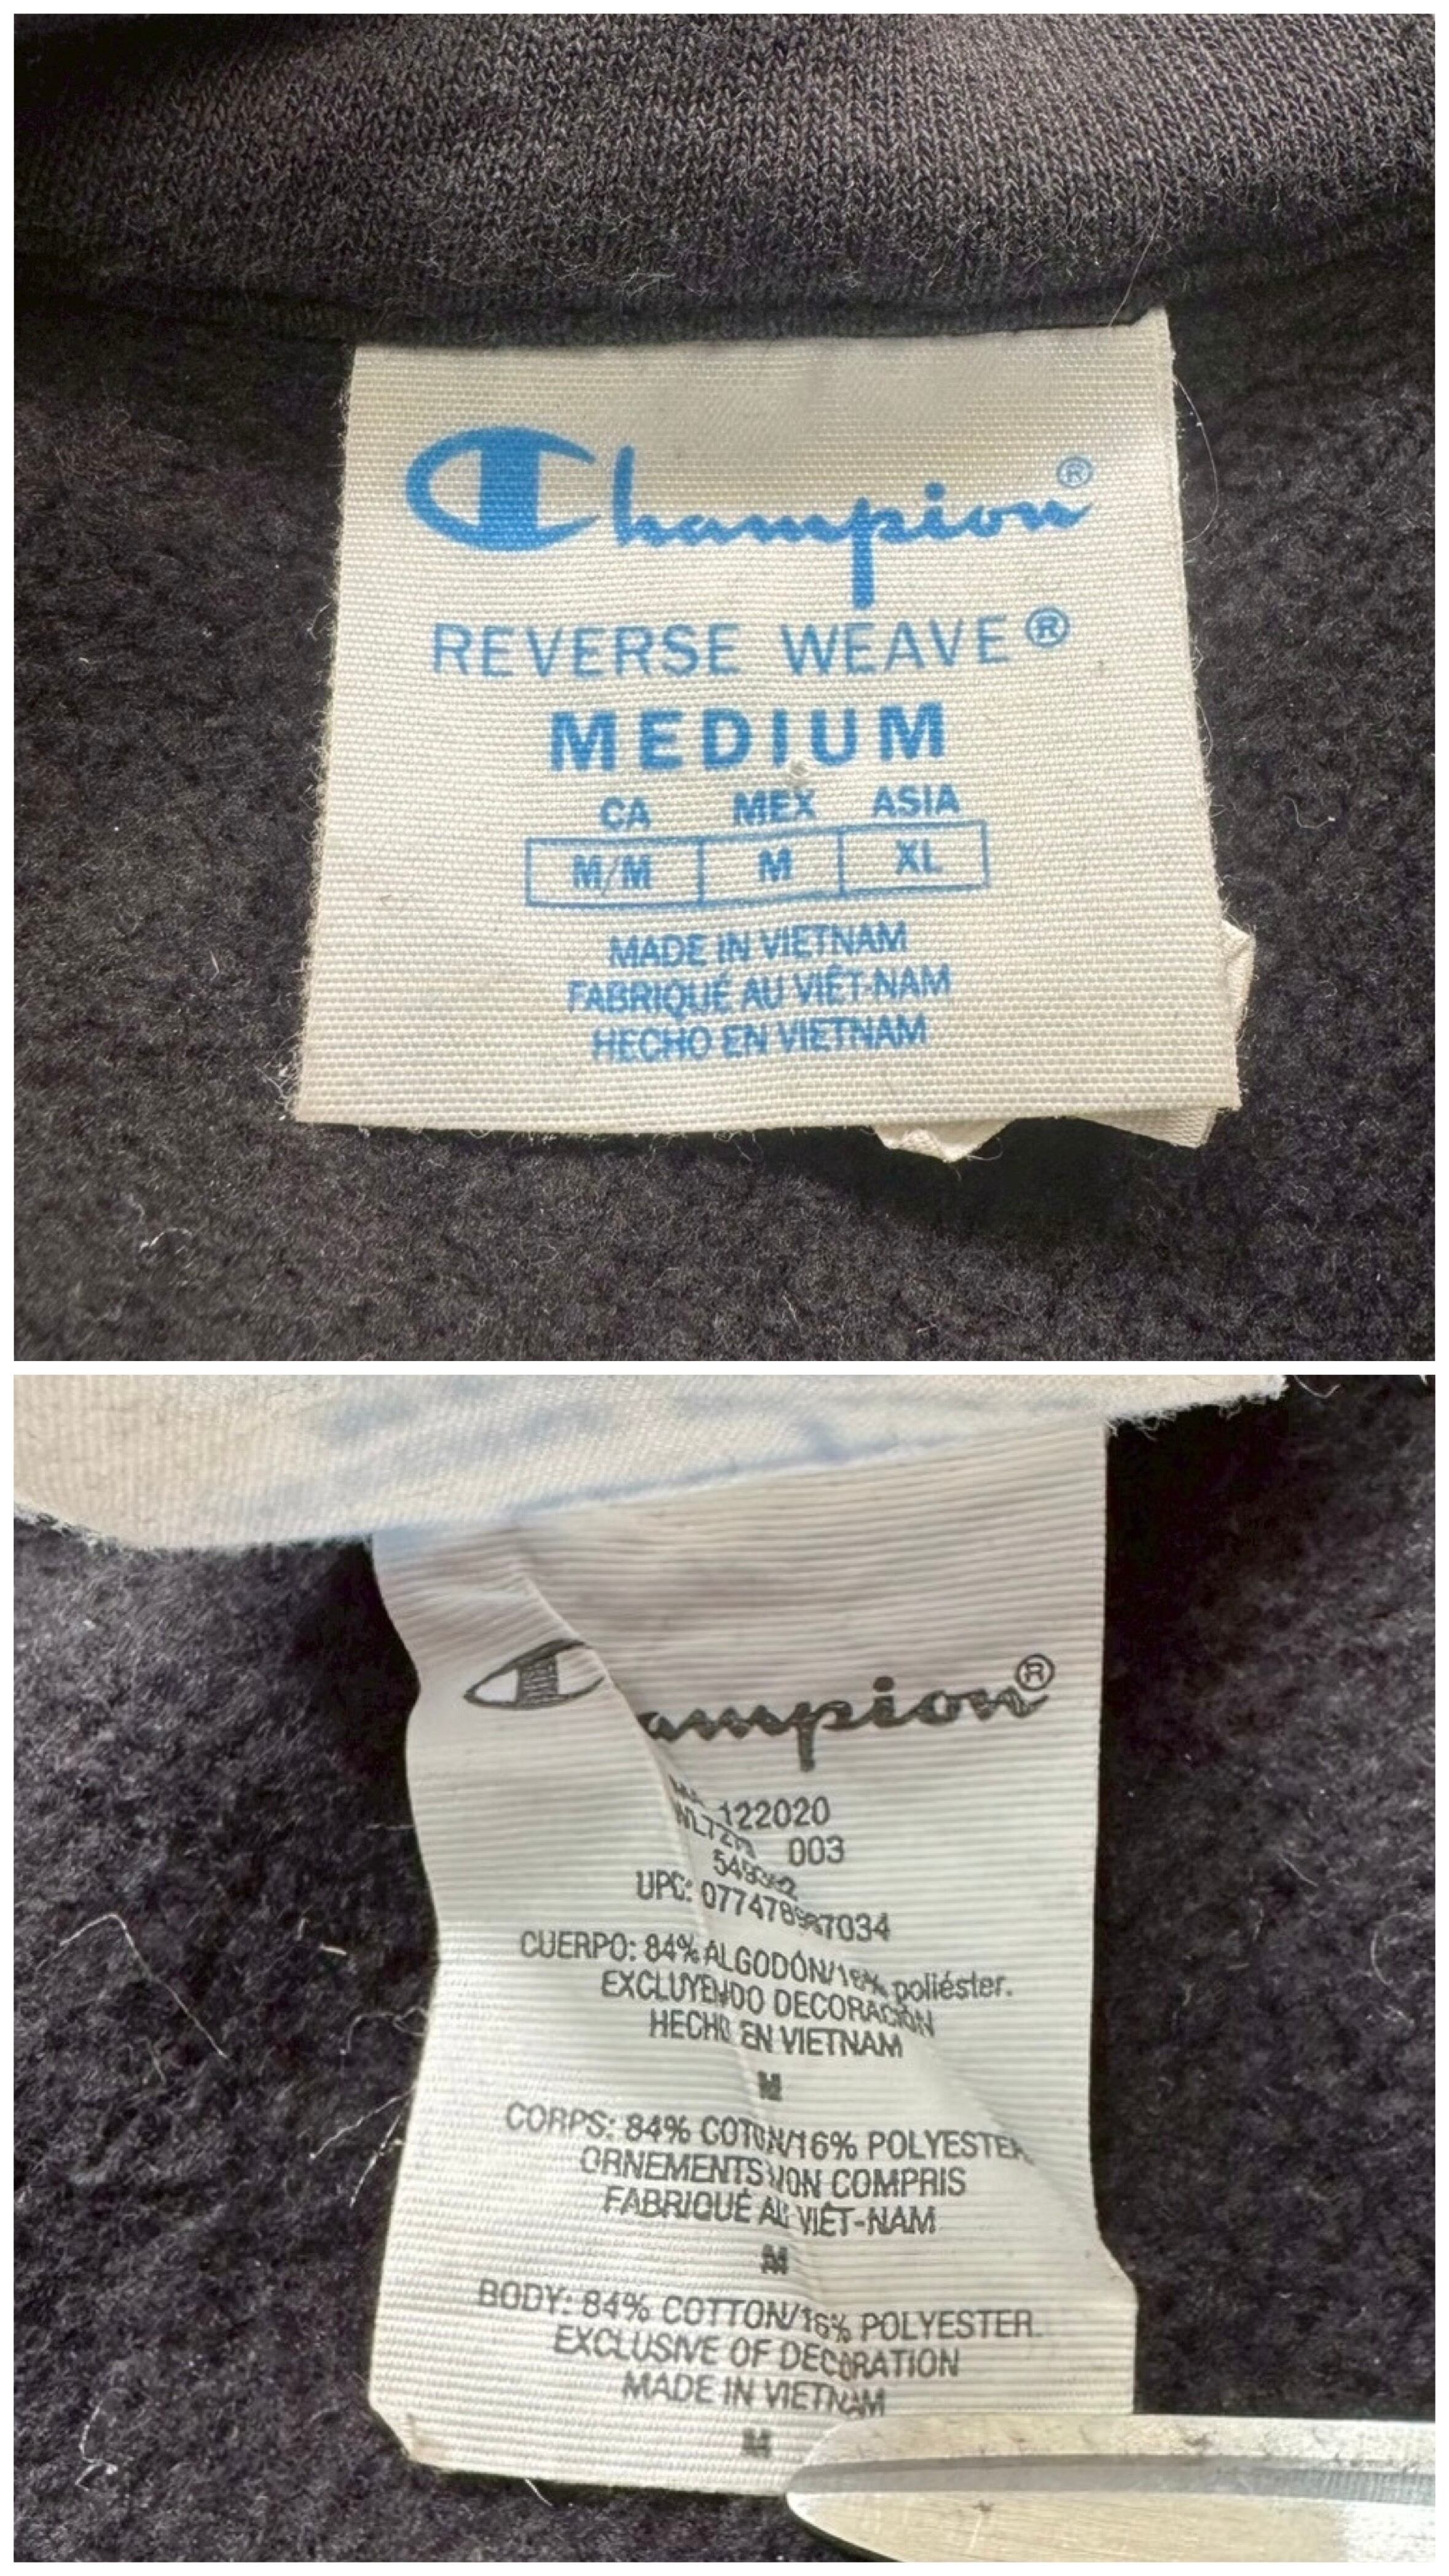 Champion®
REVERSE WEAVE®
MEDIUM
CA MEX ASIA
M/M M XL
MADE IN VIETNAM
FABRIQUÉ AU VIÊT-NAM
HECHO EN VIETNAM
ampion®
122020
003
UPC:
CUERPO: 84% ALGODÓN/16% poliéster.
EXCLUYENDO DECORACIÓN
HECHO EN VIETNAM
M
CORPS: 84% COTON/16% POLYESTER
ORNEMENTS NON COMPRIS
FABRIQUÉ AU VIÊT-NAM
M
BODY: 84% COTTON/16% POLYESTER.
EXCLUSIVE OF DECORATION
MADE IN VIETNAM
M